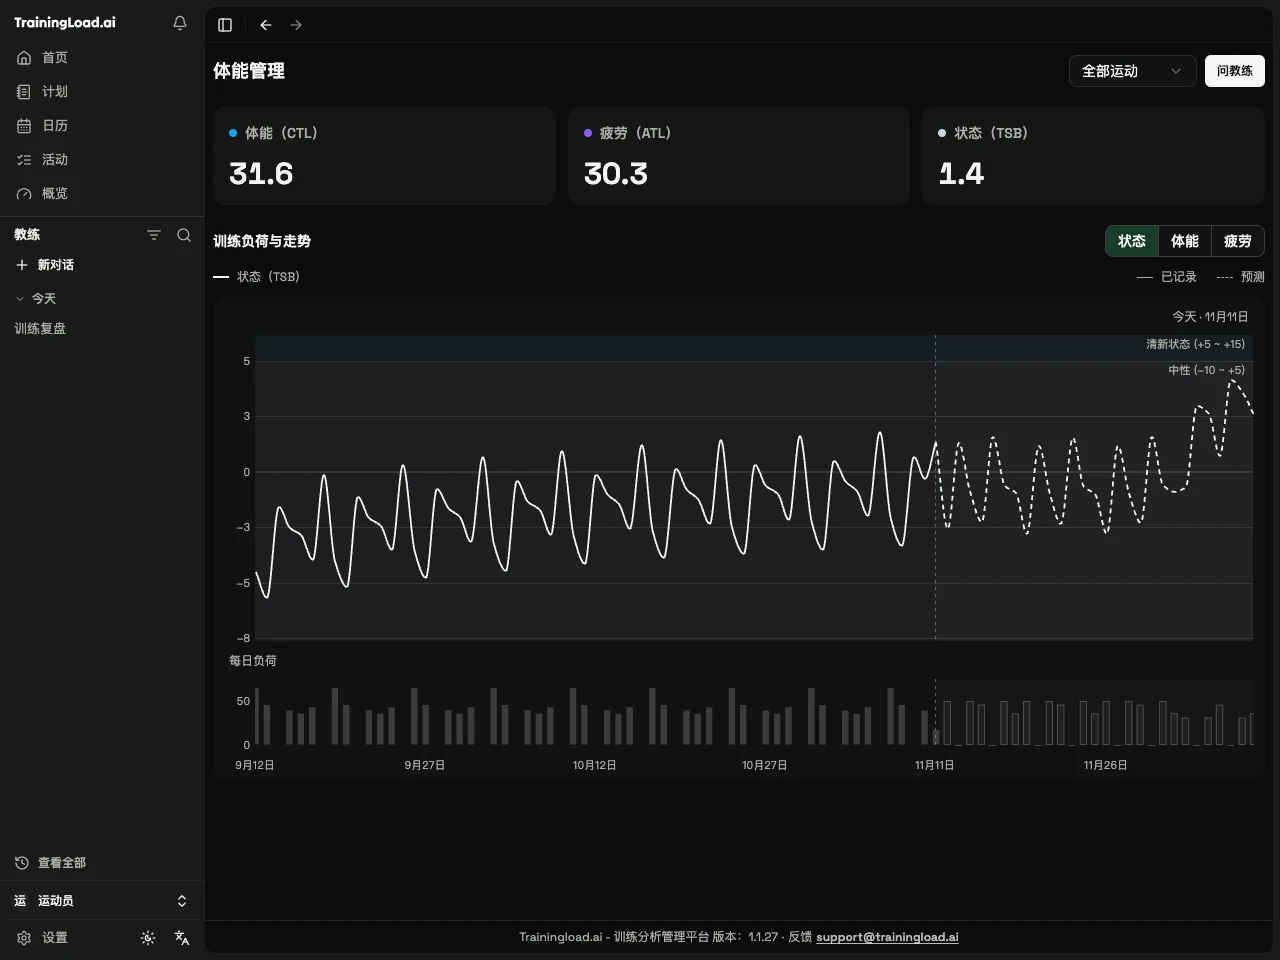 TrainingLoad.ai
首页
计划
日历
活动
概览
教练
新对话
今天
训练复盘
查看全部
运 运动员
设置
体能管理
全部运动
问教练
体能（CTL）
31.6
疲劳（ATL）
30.3
状态（TSB）
1.4
训练负荷与走势
状态 体能 疲劳
状态（TSB）
已记录 预测
今天 · 11月11日
清新状态 (+5 ~ +15)
中性 (−10 ~ +5)
5
3
0
−3
−5
−8
每日负荷
50
0
9月12日 9月27日 10月12日 10月27日 11月11日 11月26日
Trainingload.ai - 训练分析管理平台 版本： 1.1.27 · 反馈 support@trainingload.ai